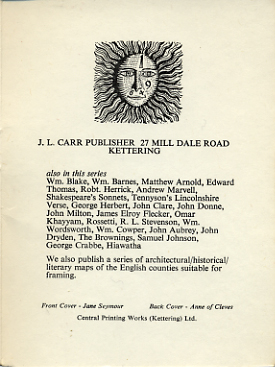 J. L. CARR PUBLISHER 27 MILL DALE ROAD
KETTERING
also in this series
Wm. Blake, Wm. Barnes, Matthew Arnold, Edward
Thomas, Robt. Herrick, Andrew Marvell,
Shakespeare's Sonnets, Tennyson's Lincolnshire
Verse, George Herbert, John Clare, John Donne,
John Milton, James Elroy Flecker, Omar
Khayyam, Rossetti, R. L. Stevenson, Wm.
Wordsworth, Wm. Cowper, John Aubrey, John
Dryden, The Brownings, Samuel Johnson,
George Crabbe, Hiawatha
We also publish a series of architectural/historical/
literary maps of the English counties suitable for
framing.
Front Cover - Jane Seymour Back Cover - Anne of Cleves
Central Printing Works (Kettering) Ltd.